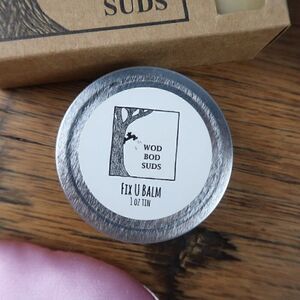 SUDS
WOD
BOD
SUDS
FIX U BALM
1 OZ TIN